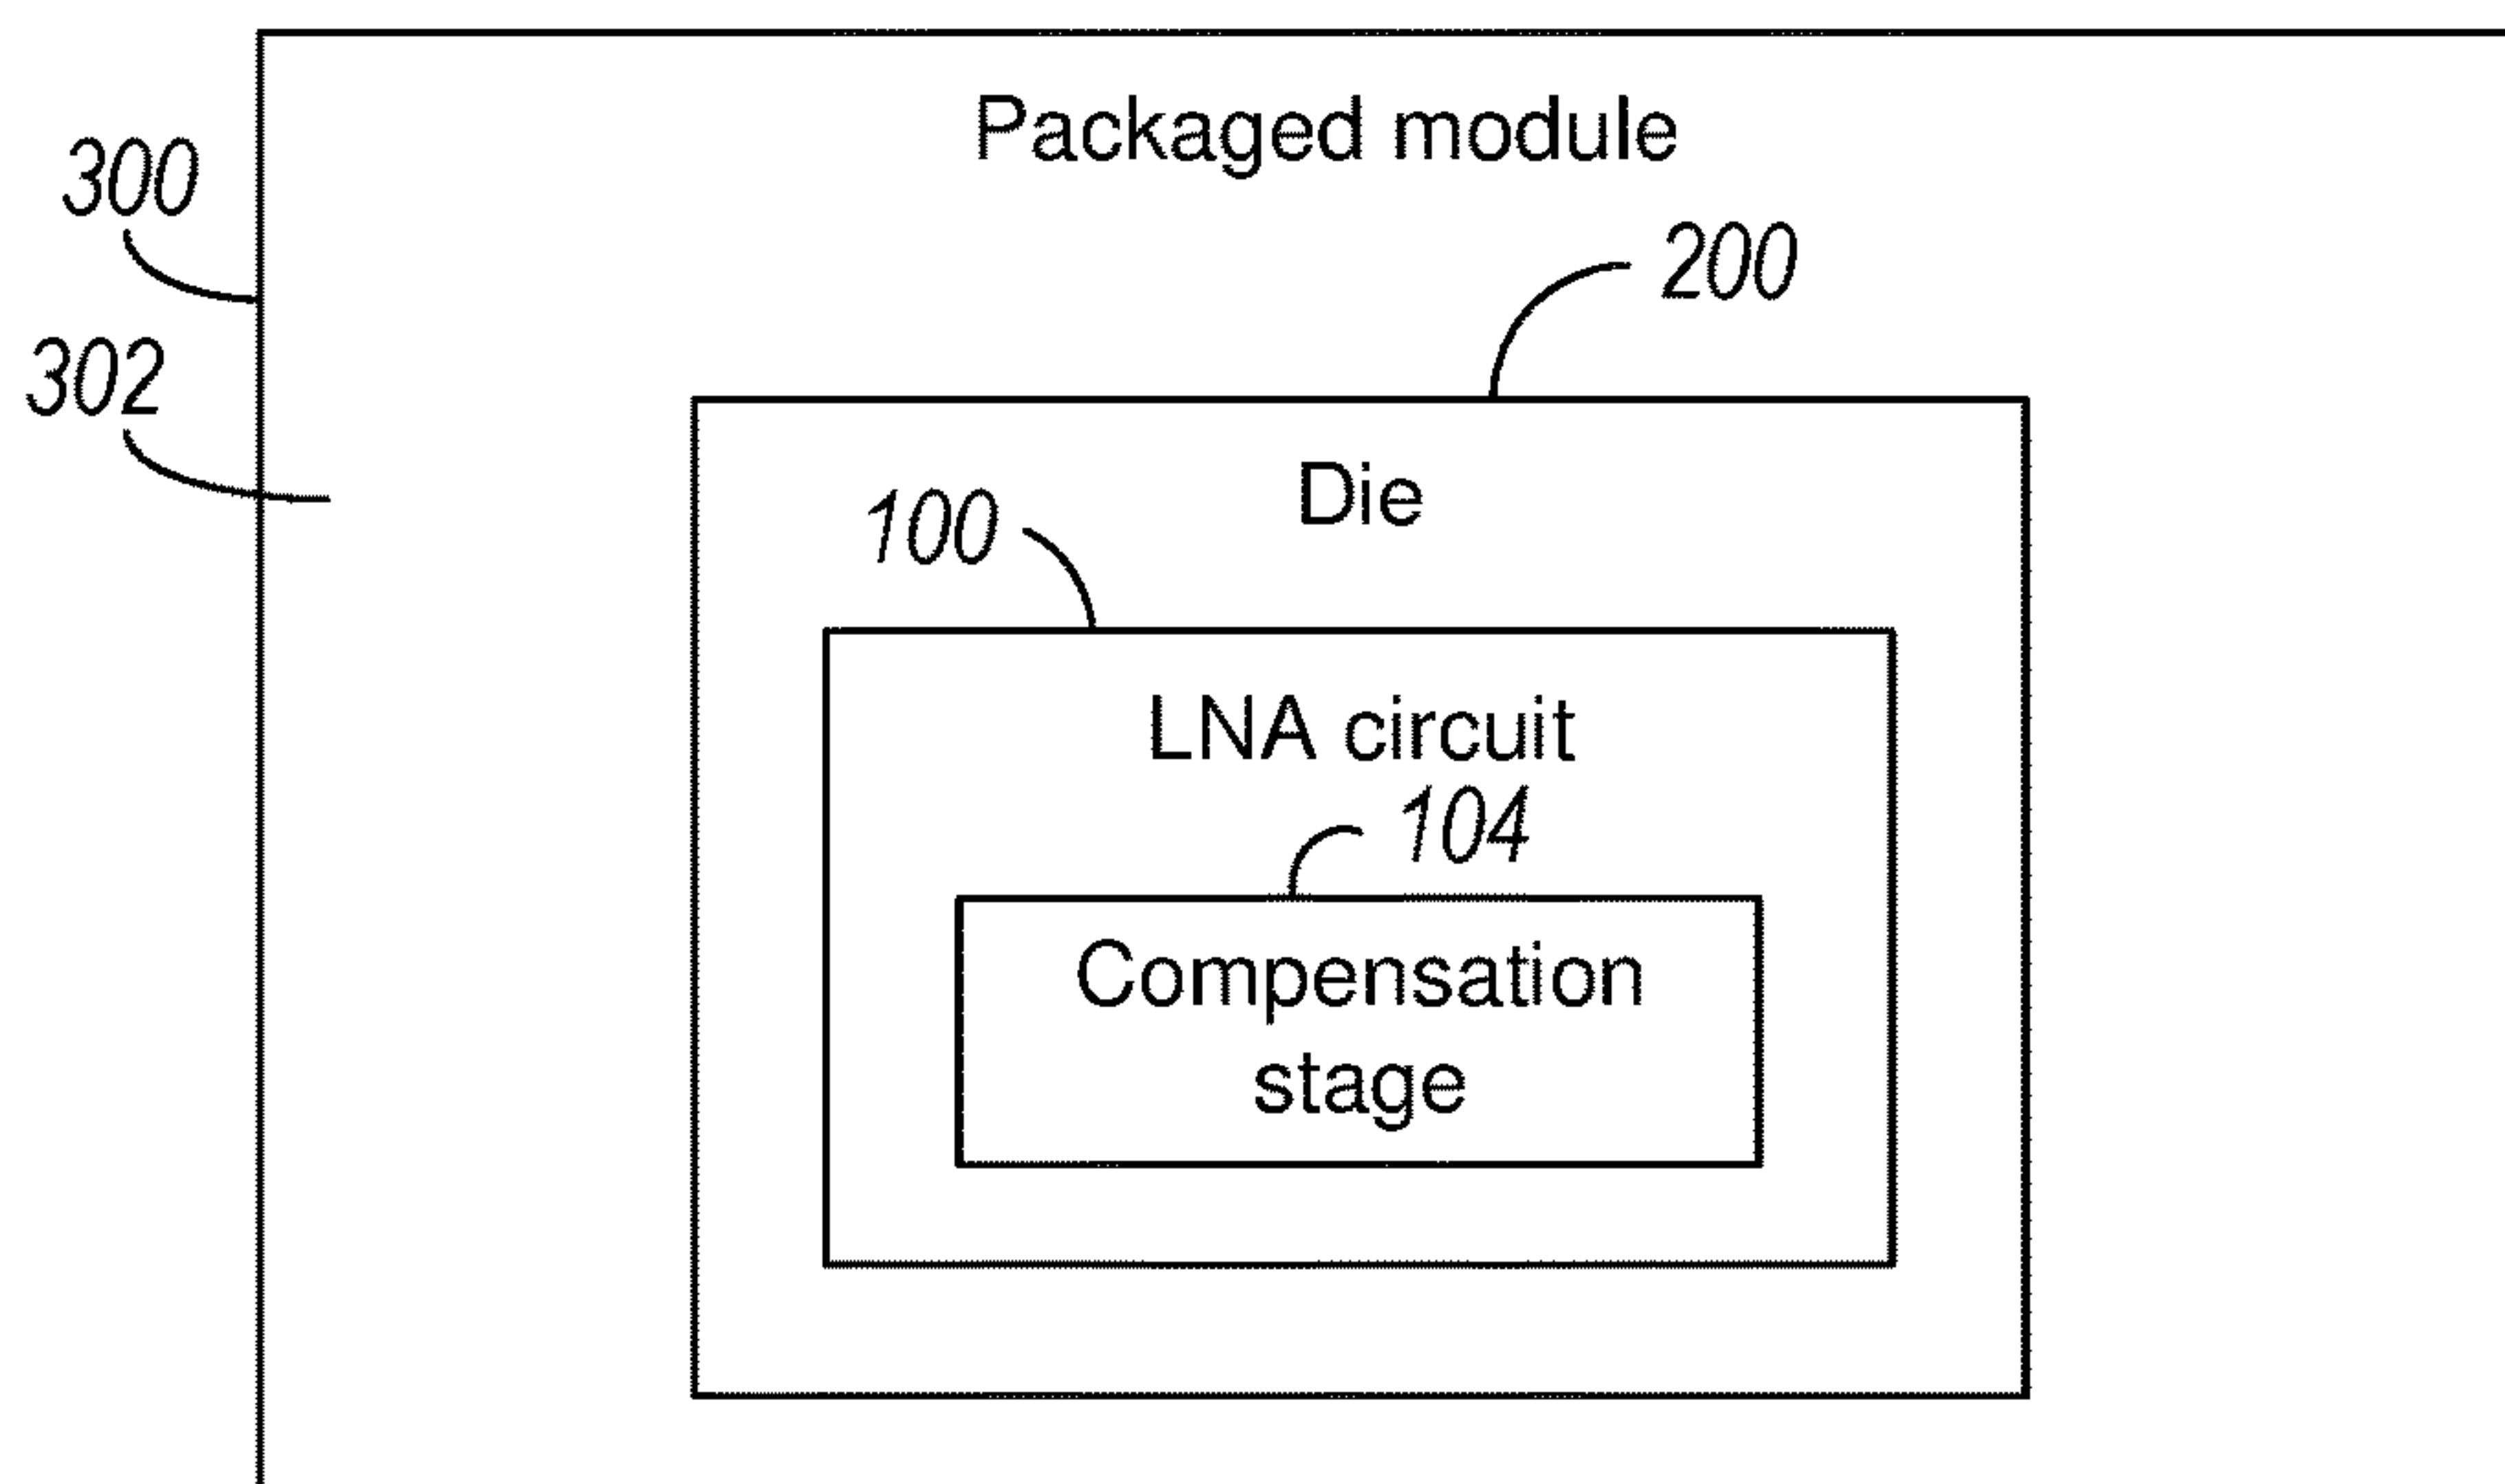 Packaged module
300
200
302
Die
100
LNA circuit
104
Compensation
stage